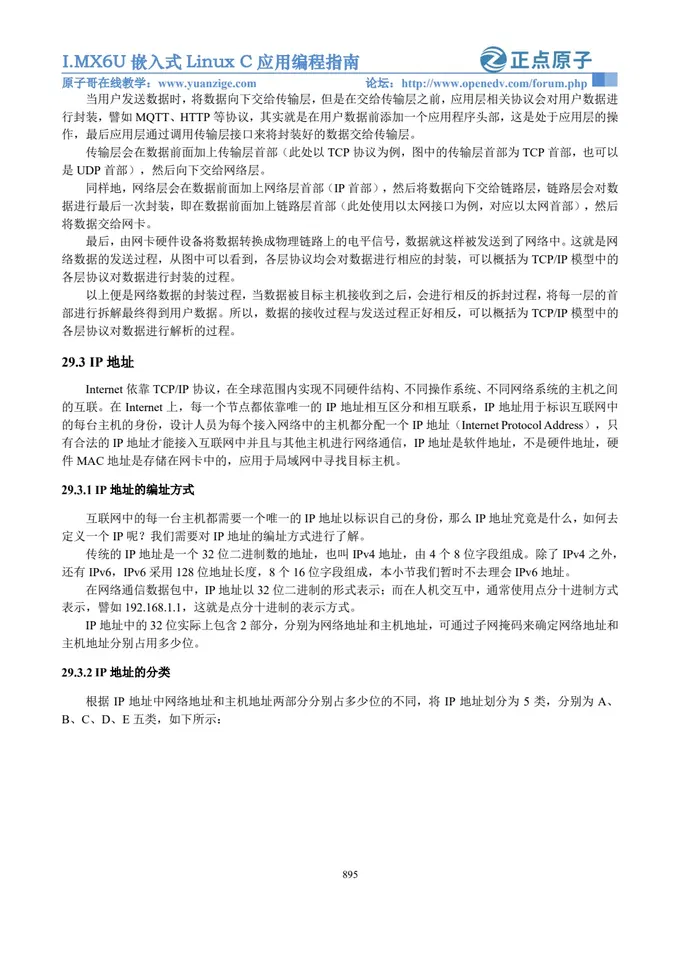 I.MX6U 嵌入式 Linux C 应用编程指南
正点原子
原子哥在线教学：www.yuanzige.com 论坛：http://www.openedv.com/forum.php
当用户发送数据时，将数据向下交给传输层，但是在交给传输层之前，应用层相关协议会对用户数据进
行封装，譬如 MQTT、HTTP 等协议，其实就是在用户数据前添加一个应用程序头部，这是处于应用层的操
作，最后应用层通过调用传输层接口来将封装好的数据交给传输层。
传输层会在数据前面加上传输层首部（此处以 TCP 协议为例，图中的传输层首部为 TCP 首部，也可以
是 UDP 首部），然后向下交给网络层。
同样地，网络层会在数据前面加上网络层首部（IP 首部），然后将数据向下交给链路层，链路层会对数
据进行最后一次封装，即在数据前面加上链路层首部（此处使用以太网接口为例，对应以太网首部），然后
将数据交给网卡。
最后，由网卡硬件设备将数据转换成物理链路上的电平信号，数据就这样被发送到了网络中。这就是网
络数据的发送过程，从图中可以看到，各层协议均会对数据进行相应的封装，可以概括为 TCP/IP 模型中的
各层协议对数据进行封装的过程。
以上便是网络数据的封装过程，当数据被目标主机接收到之后，会进行相反的拆封过程，将每一层的首
部进行拆解最终得到用户数据。所以，数据的接收过程与发送过程正好相反，可以概括为 TCP/IP 模型中的
各层协议对数据进行解析的过程。
29.3 IP 地址
Internet 依靠 TCP/IP 协议，在全球范围内实现不同硬件结构、不同操作系统、不同网络系统的主机之间
的互联。在 Internet 上，每一个节点都依靠唯一的 IP 地址相互区分和相互联系，IP 地址用于标识互联网中
的每台主机的身份，设计人员为每个接入网络中的主机都分配一个 IP 地址（Internet Protocol Address），只
有合法的 IP 地址才能接入互联网中并且与其他主机进行网络通信，IP 地址是软件地址，不是硬件地址，硬
件 MAC 地址是存储在网卡中的，应用于局域网中寻找目标主机。
29.3.1 IP 地址的编址方式
互联网中的每一台主机都需要一个唯一的 IP 地址以标识自己的身份，那么 IP 地址究竟是什么，如何去
定义一个 IP 呢？我们需要对 IP 地址的编址方式进行了解。
传统的 IP 地址是一个 32 位二进制数的地址，也叫 IPv4 地址，由 4 个 8 位字段组成。除了 IPv4 之外，
还有 IPv6，IPv6 采用 128 位地址长度，8 个 16 位字段组成，本小节我们暂时不去理会 IPv6 地址。
在网络通信数据包中，IP 地址以 32 位二进制的形式表示；而在人机交互中，通常使用点分十进制方式
表示，譬如 192.168.1.1，这就是点分十进制的表示方式。
IP 地址中的 32 位实际上包含 2 部分，分别为网络地址和主机地址，可通过子网掩码来确定网络地址和
主机地址分别占用多少位。
29.3.2 IP 地址的分类
根据 IP 地址中网络地址和主机地址两部分分别占多少位的不同，将 IP 地址划分为 5 类，分别为 A、
B、C、D、E 五类，如下所示：
895